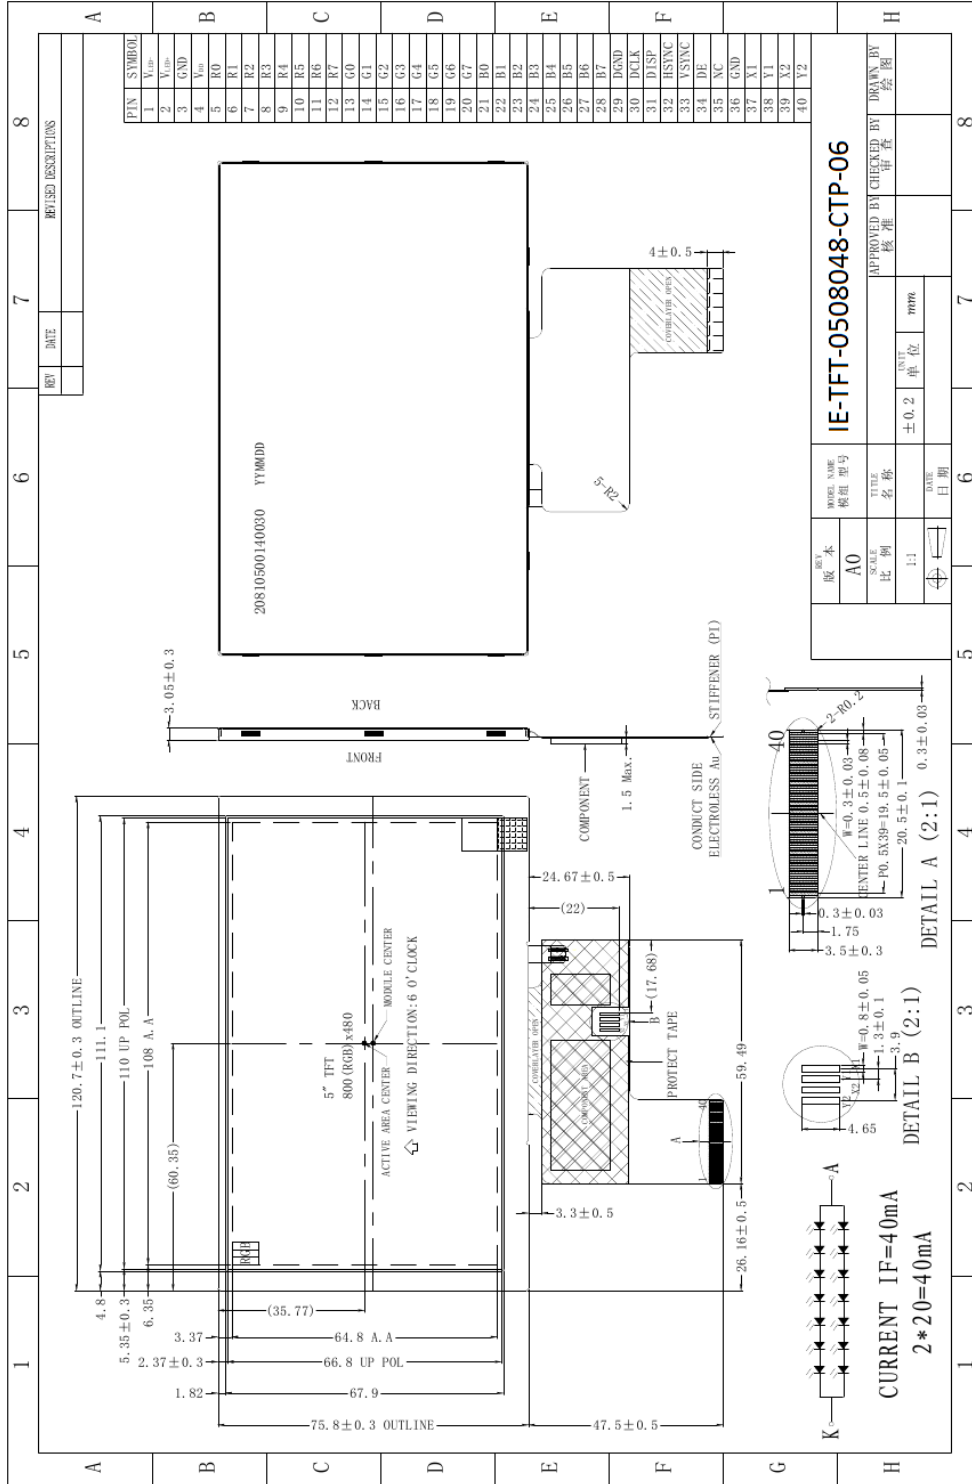 1 2 3 4 5 6 7 8
A B C D E F G H
REV DATE REVISED DESCRIPTIONS
PIN SYMBOL
1 VLED-
2 VLED+
3 GND
4 VDD
5 R0
6 R1
7 R2
8 R3
9 R4
10 R5
11 R6
12 R7
13 G0
14 G1
15 G2
16 G3
17 G4
18 G5
19 G6
20 G7
21 B0
22 B1
23 B2
24 B3
25 B4
26 B5
27 B6
28 B7
29 DGND
30 DCLK
31 DISP
32 HSYNC
33 VSYNC
34 DE
35 NC
36 GND
37 X1
38 Y1
39 X2
40 Y2
120.7±0.3 OUTLINE
111.1
110 UP POL
108 A.A
(60.35)
4.8
5.35±0.3
6.35
3.37
2.37±0.3
1.82
(35.77)
64.8 A.A
66.8 UP POL
67.9
75.8±0.3 OUTLINE
47.5±0.5
RGB
5" TFT
800(RGB)x480
ACTIVE AREA CENTER
MODULE CENTER
VIEWING DIRECTION:6 O'CLOCK
3.05±0.3
FRONT
BACK
20810500140030 YYMMDD
COVERLAYER OPEN
COMPONENT AREA
3.3±0.5
24.67±0.5
(22)
(17.68)
B
PROTECT TAPE
59.49
26.16±0.5
A
1 40
COMPONENT
1.5 Max.
CONDUCT SIDE
ELECTROLESS Au
STIFFENER (PI)
5-R2
COVERLAYER OPEN
4±0.5
K A
CURRENT IF=40mA
2*20=40mA
Y2 X2 Y1 X1
W=0.8±0.05
1.3±0.1
3.9
4.65
DETAIL B (2:1)
1 40
2-R0.2
W=0.3±0.03
CENTER LINE 0.5±0.08
P0.5X39=19.5±0.05
20.5±0.1
0.3±0.03
0.3±0.03
1.75
3.5±0.3
DETAIL A (2:1)
REV
版 本
A0
MODEL NAME
模组 型号
IE-TFT-0508048-CTP-06
SCALE
比 例
1:1
TITLE
名 称
±0.2
UNIT
单 位
mm
DATE
日 期
APPROVED BY
核 准
CHECKED BY
审 查
DRAWN BY
绘 图
1 2 3 4 5 6 7 8
A B C D E F G H